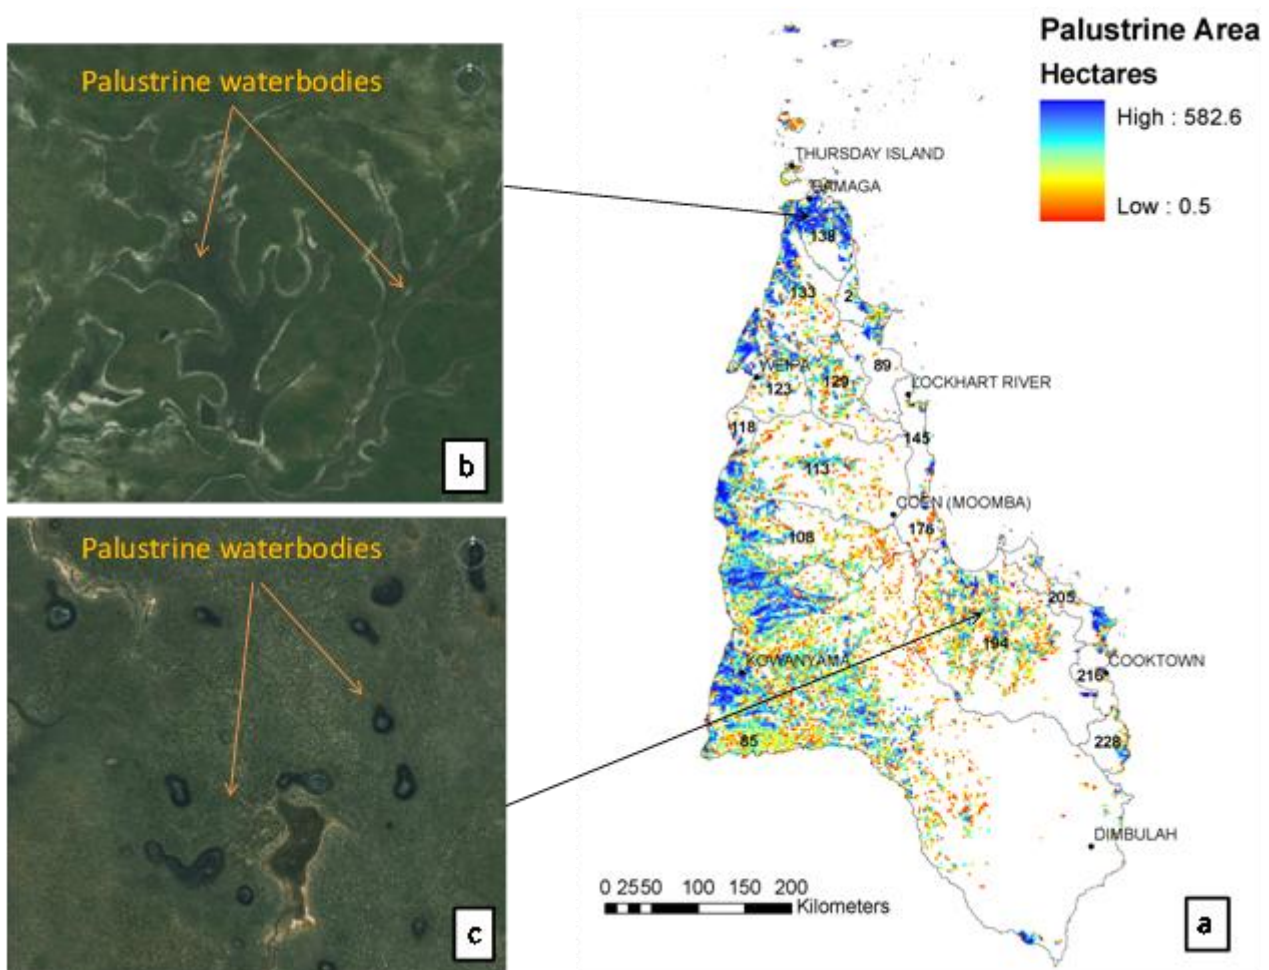 Palustrine waterbodies
b
Palustrine waterbodies
c
Palustrine Area
Hectares
High : 582.6
Low : 0.5
THURSDAY ISLAND
BAMAGA
138
133
2
89
WEIPA
123
129
LOCKHART RIVER
118
145
113
COEN (MOOMBA)
176
108
205
194
KOWANYAMA
COOKTOWN
216
85
228
DIMBULAH
0 25 50 100 150 200
Kilometers
a